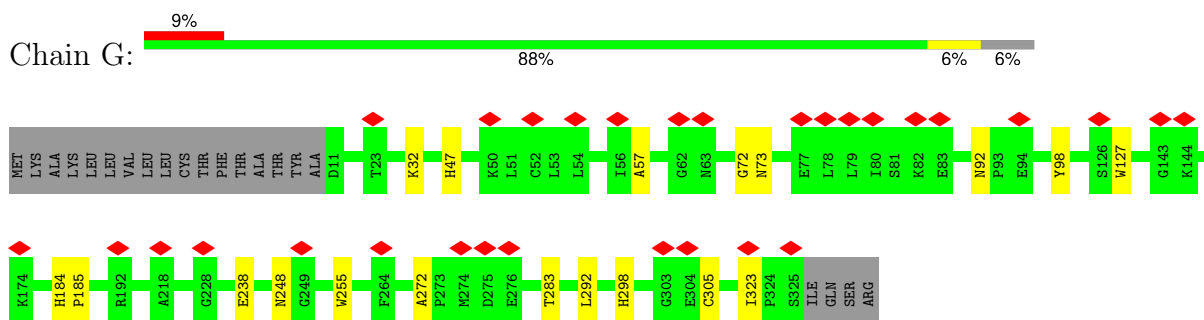 9%
Chain G:
88% 6% 6%
MET LYS ALA LYS LEU LEU VAL LEU LEU CYS THR PHE THR ALA THR TYR ALA D11 T23 K32 H47 K50 L51 C52 L53 L54 I56 A57 G62 N63 G72 N73 E77 L78 L79 I80 S81 K82 E83 N92 P93 E94 Y98 S126 W127 G143 K144
K174 H184 P185 R192 A218 G228 E238 N248 G249 W255 F264 A272 P273 M274 D275 E276 T283 L292 H298 G303 E304 C305 I323 P324 S325 ILE GLN SER ARG